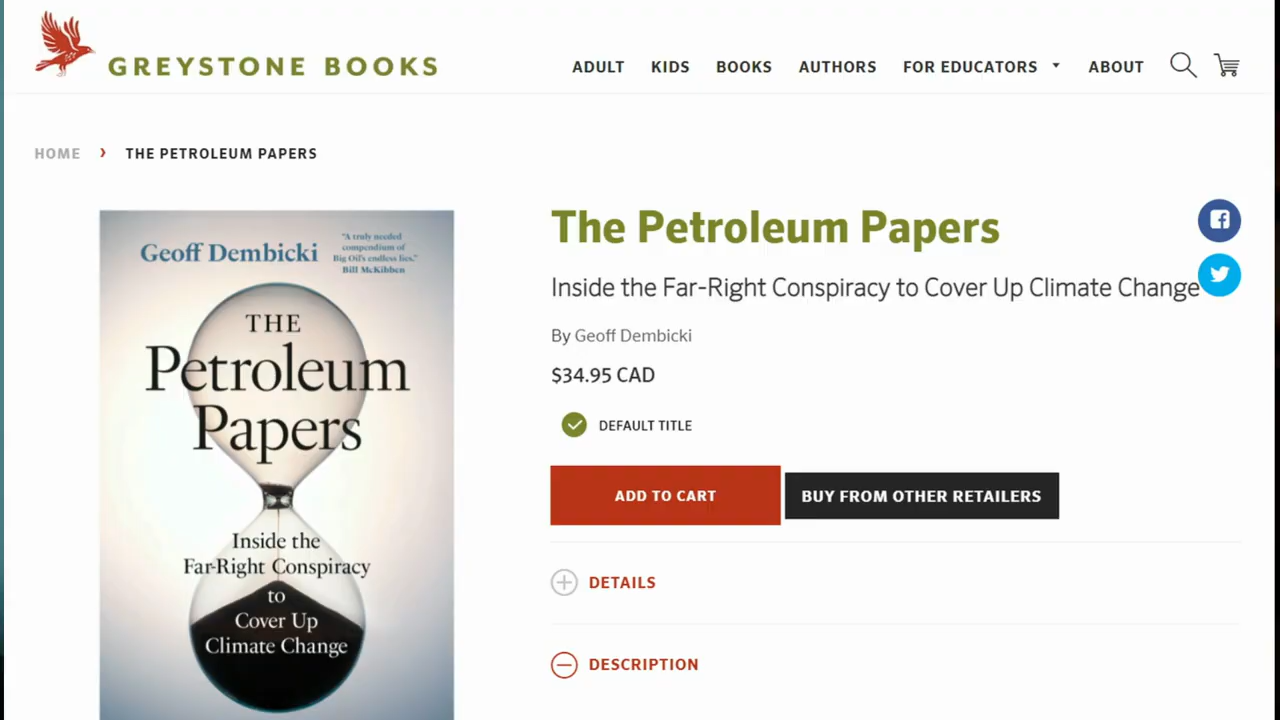 GREYSTONE BOOKS
ADULT KIDS BOOKS AUTHORS FOR EDUCATORS ABOUT
HOME › THE PETROLEUM PAPERS
Geoff Dembicki
"A truly needed
compendium of
Big Oil's endless lies."
Bill McKibben
THE
Petroleum
Papers
Inside the
Far-Right Conspiracy
to
Cover Up
Climate Change
The Petroleum Papers
Inside the Far-Right Conspiracy to Cover Up Climate Change
By Geoff Dembicki
$34.95 CAD
DEFAULT TITLE
ADD TO CART
BUY FROM OTHER RETAILERS
DETAILS
DESCRIPTION